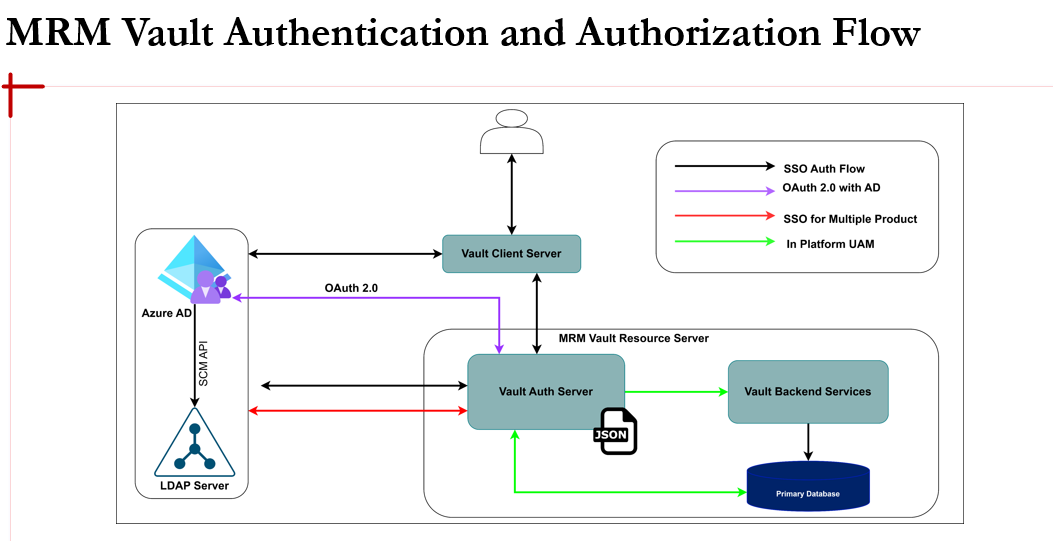 MRM Vault Authentication and Authorization Flow
SSO Auth Flow
OAuth 2.0 with AD
SSO for Multiple Product
In Platform UAM
Vault Client Server
OAuth 2.0
Azure AD
SCM API
LDAP Server
MRM Vault Resource Server
Vault Auth Server
JSON
Vault Backend Services
Primary Database